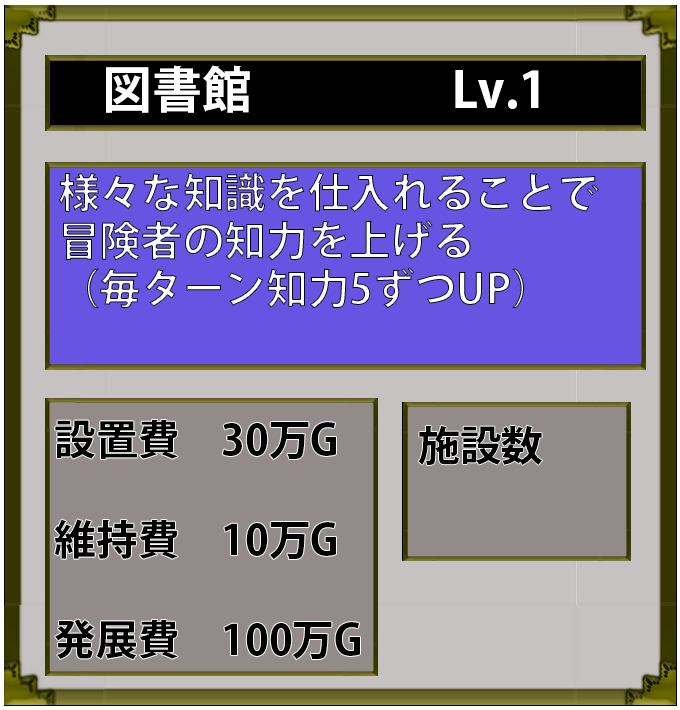 図書館 Lv.1
様々な知識を仕入れることで
冒険者の知力を上げる
（毎ターン知力5ずつUP）
設置費 30万G
維持費 10万G
発展費 100万G
施設数